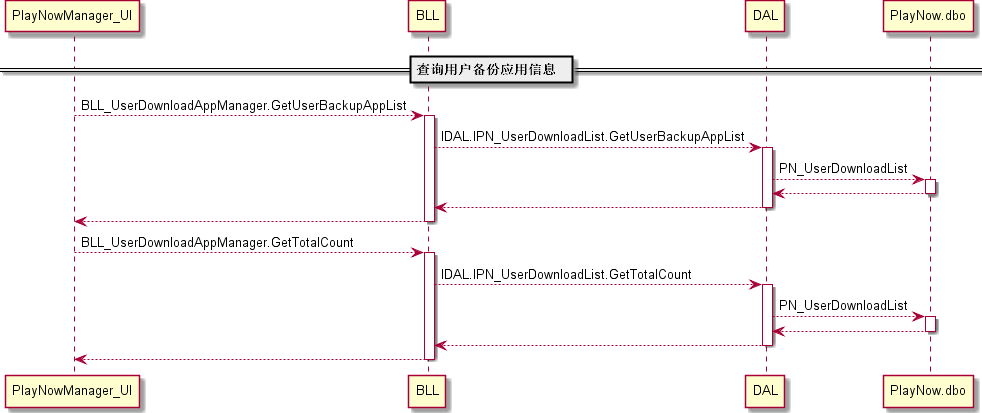 PlayNowManager_UI
BLL
DAL
PlayNow.dbo
查询用户备份应用信息
BLL_UserDownloadAppManager.GetUserBackupAppList
IDAL.IPN_UserDownloadList.GetUserBackupAppList
PN_UserDownloadList
BLL_UserDownloadAppManager.GetTotalCount
IDAL.IPN_UserDownloadList.GetTotalCount
PN_UserDownloadList
PlayNowManager_UI
BLL
DAL
PlayNow.dbo